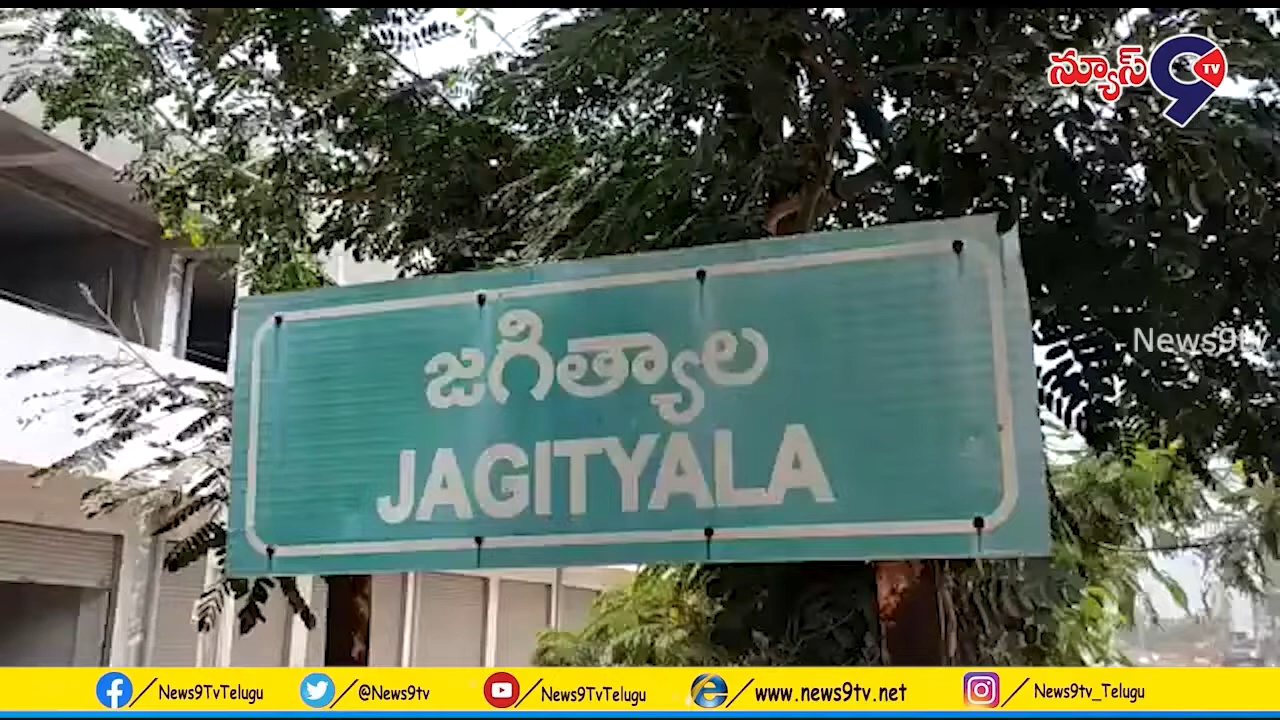 న్యూస్ 9 TV
News9tv
జగిత్యాల
JAGITYALA
/News9TvTelugu /@News9tv /News9TvTelugu /www.news9tv.net /News9tv_Telugu